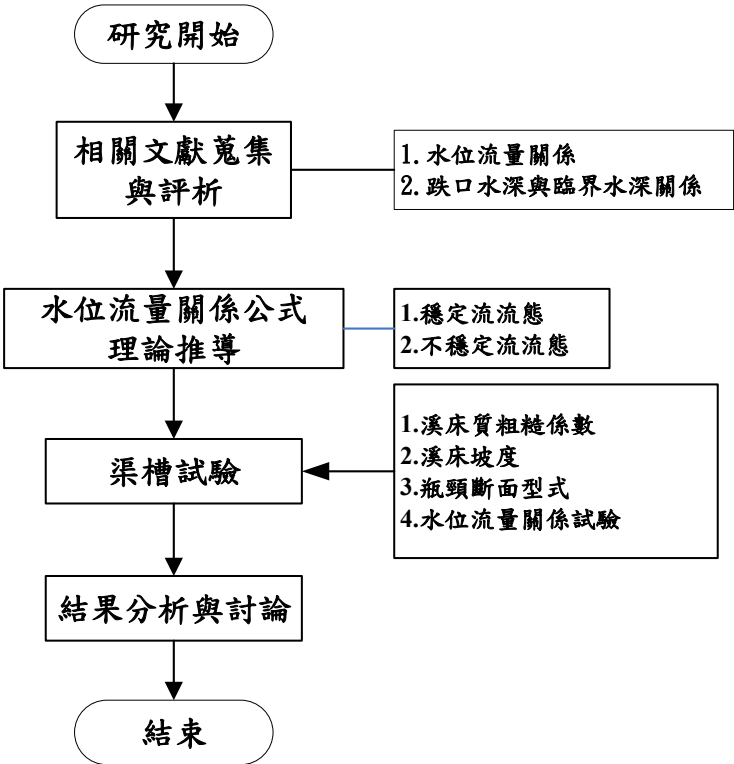 研究開始
相關文獻蒐集
與評析
1. 水位流量關係
2. 跌口水深與臨界水深關係
水位流量關係公式
理論推導
1.穩定流流態
2.不穩定流流態
渠槽試驗
1.溪床質粗糙係數
2.溪床坡度
3.瓶頸斷面型式
4.水位流量關係試驗
結果分析與討論
結束